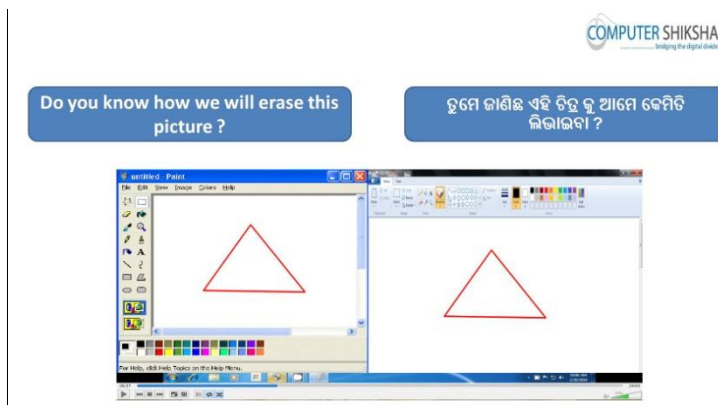 COMPUTER SHIKSHA
bridging the digital divide
Do you know how we will erase this
picture ?
ତୁମେ ଜାଣିଛ ଏହି ଚିତ୍ର କୁ ଆମେ କେମିତି
ଲିଭାଇବା ?
untitled - Paint
File Edit View Image Colors Help
For Help, click Help Topics on the Help Menu.